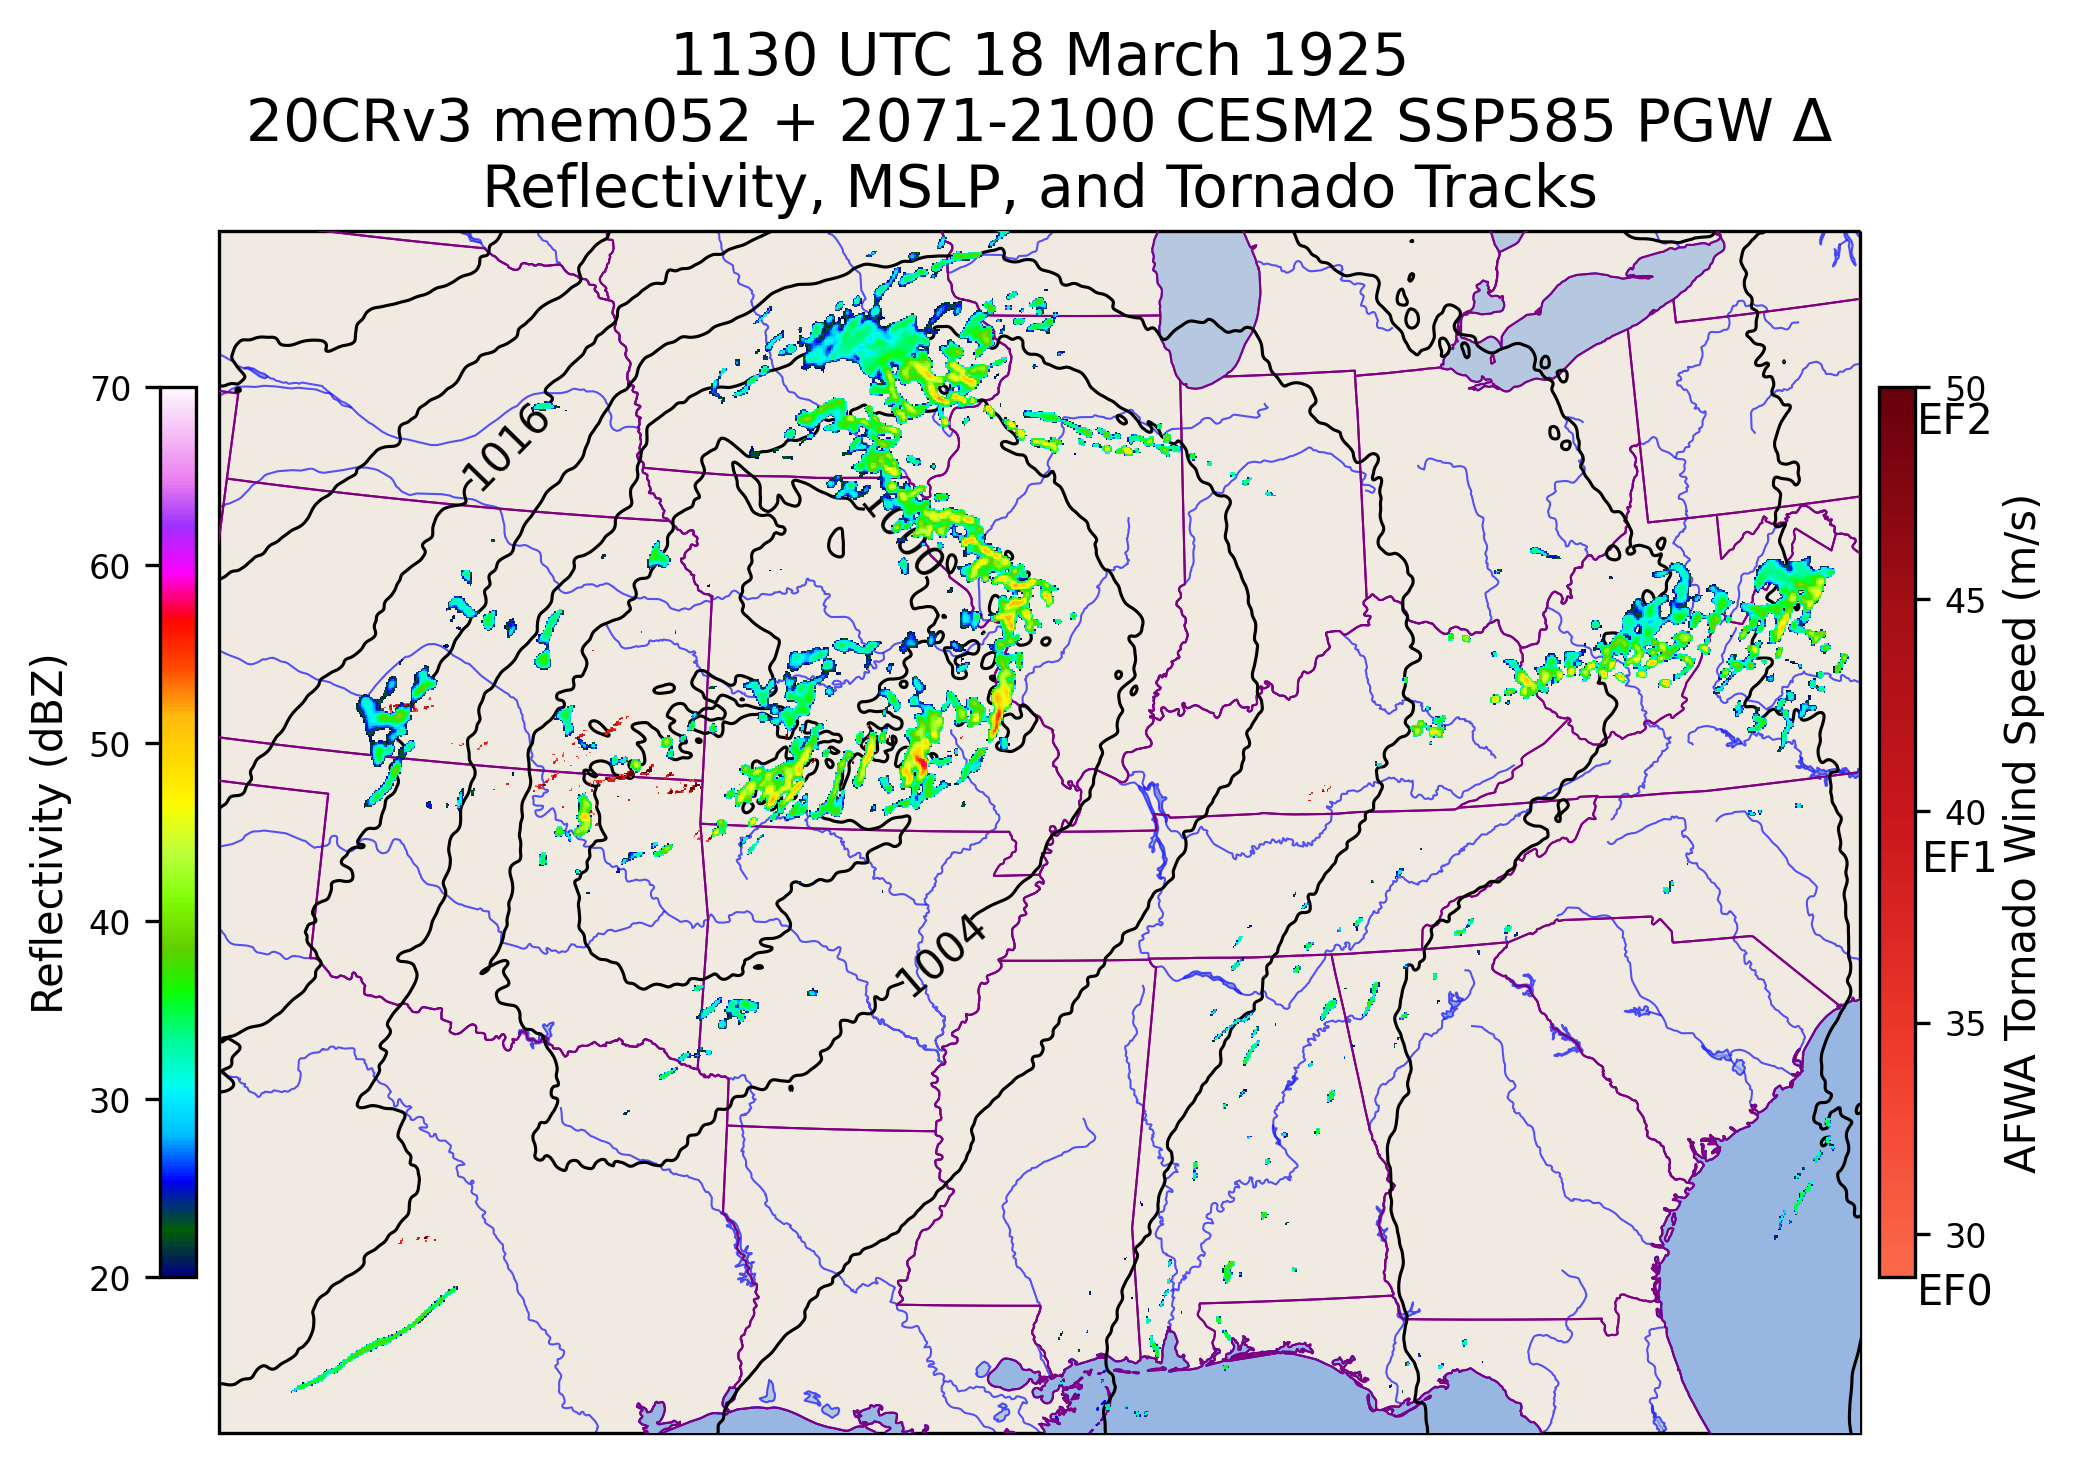 1130 UTC 18 March 1925
20CRv3 mem052 + 2071-2100 CESM2 SSP585 PGW Δ
Reflectivity, MSLP, and Tornado Tracks
Reflectivity (dBZ)
70
60
50
40
30
20
1016
1000
1004
50
EF2
45
40
EF1
35
30
EF0
AFWA Tornado Wind Speed (m/s)